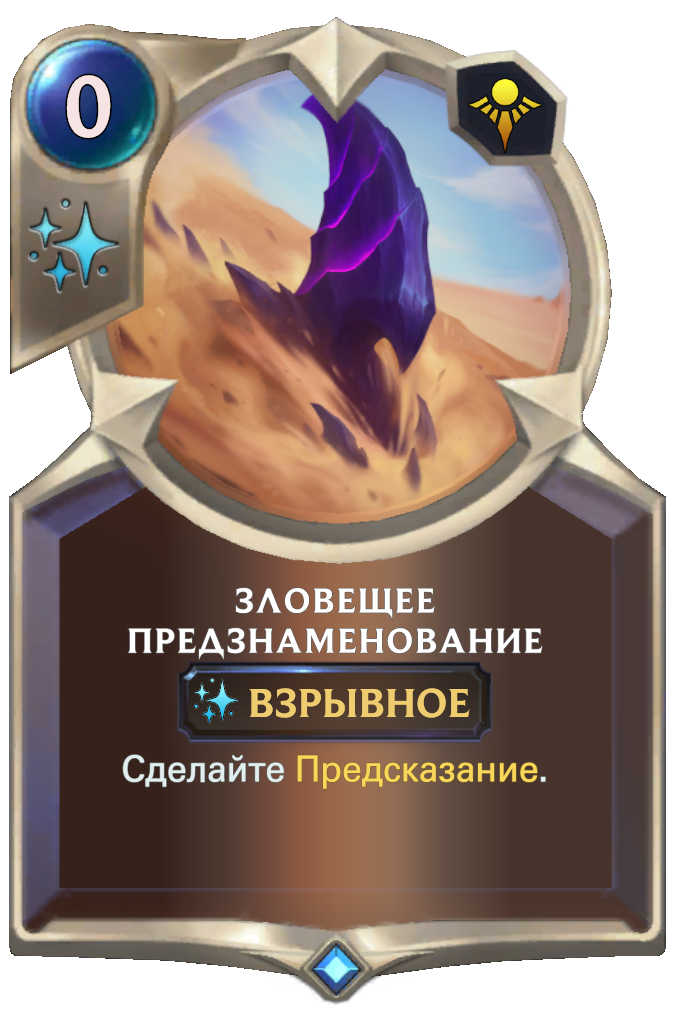 0
ЗЛОВЕЩЕЕ
ПРЕДЗНАМЕНОВАНИЕ
ВЗРЫВНОЕ
Сделайте Предсказание.